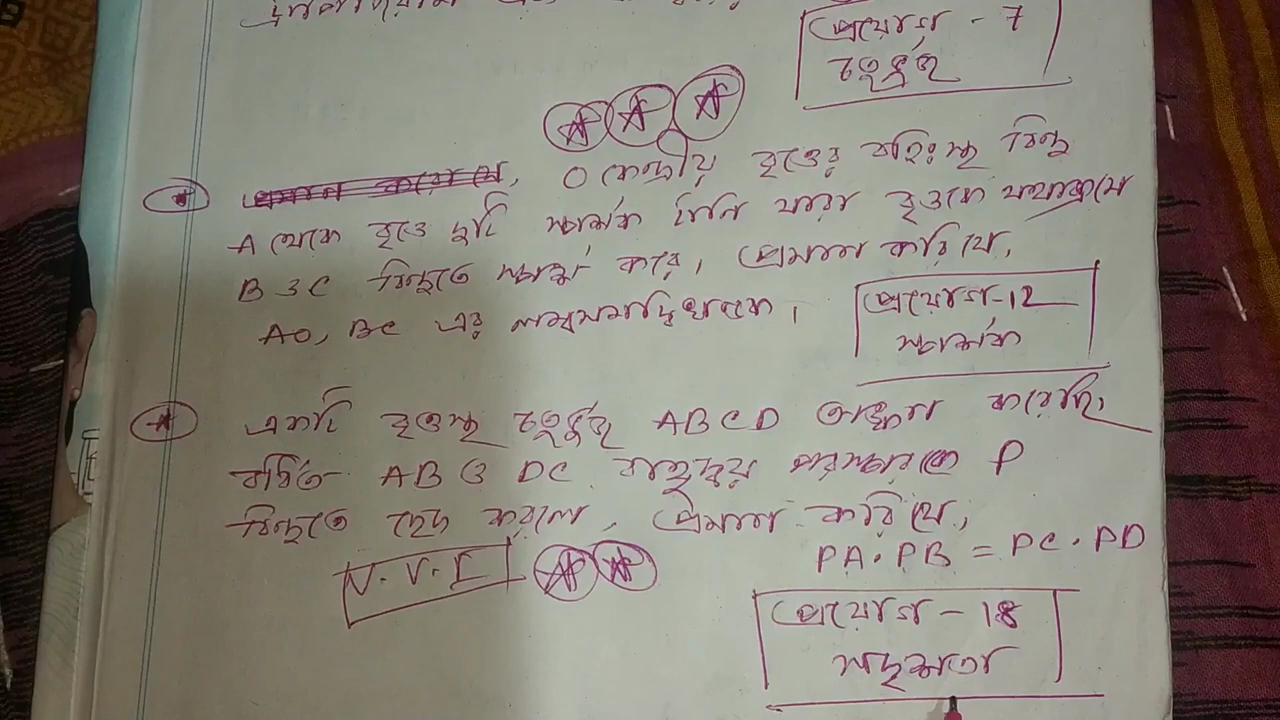 প্রয়োগ - 7
চতুর্ভুজ
O কেন্দ্রীয় বৃত্তের বহিঃস্থ বিন্দু
A থেকে বৃত্তে দুটি স্পর্শক টানি যারা বৃত্তকে যথাক্রমে
B ও C বিন্দুতে স্পর্শ করে। প্রমাণ করি যে,
AO, BC এর লম্বসমদ্বিখণ্ডক।
প্রয়োগ-12
স্পর্শক
একটি বৃত্তস্থ চতুর্ভুজ ABCD অঙ্কন করেছি।
বর্ধিত AB ও DC বাহুদ্বয় পরস্পরকে P
বিন্দুতে ছেদ করলে, প্রমাণ করি যে,
PA . PB = PC . PD
V.V.I
প্রয়োগ - 18
সদৃশতা